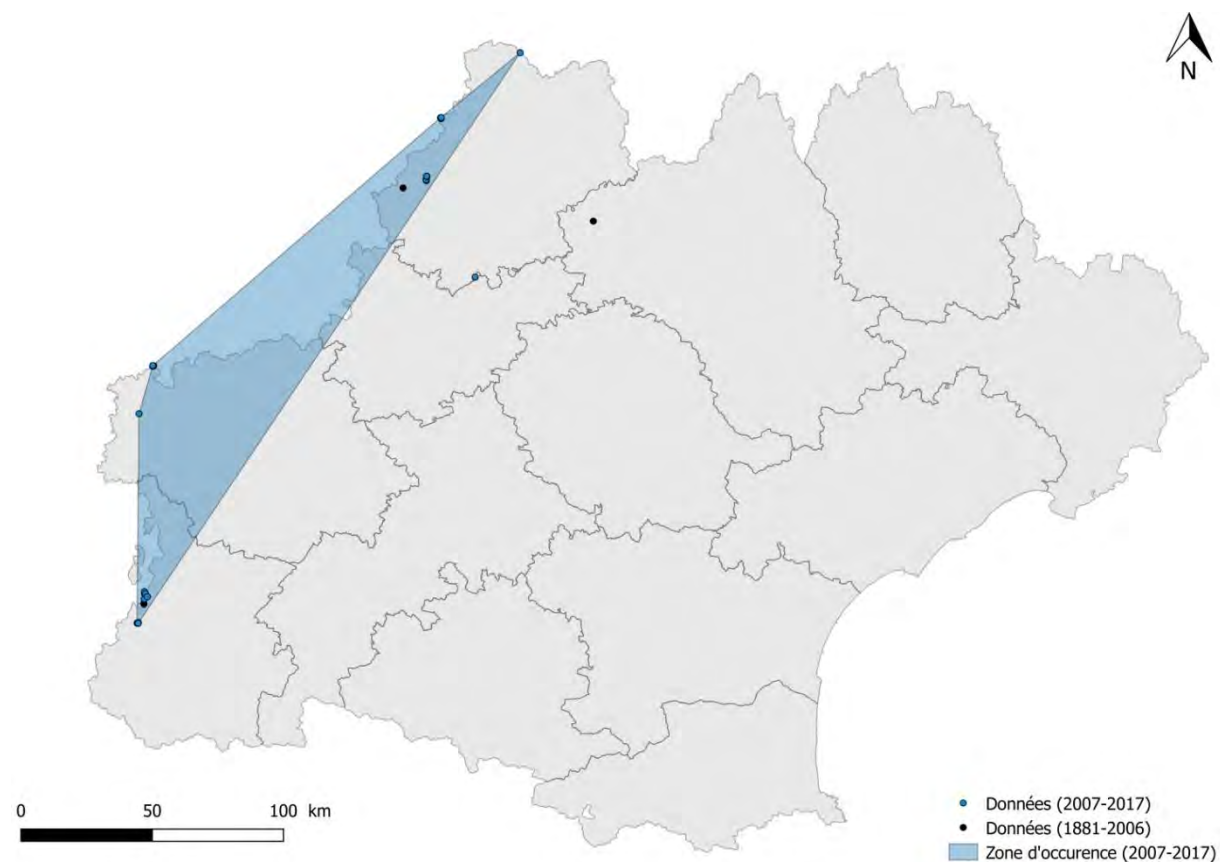 N
0 50 100 km
Données (2007-2017)
Données (1881-2006)
Zone d'occurence (2007-2017)